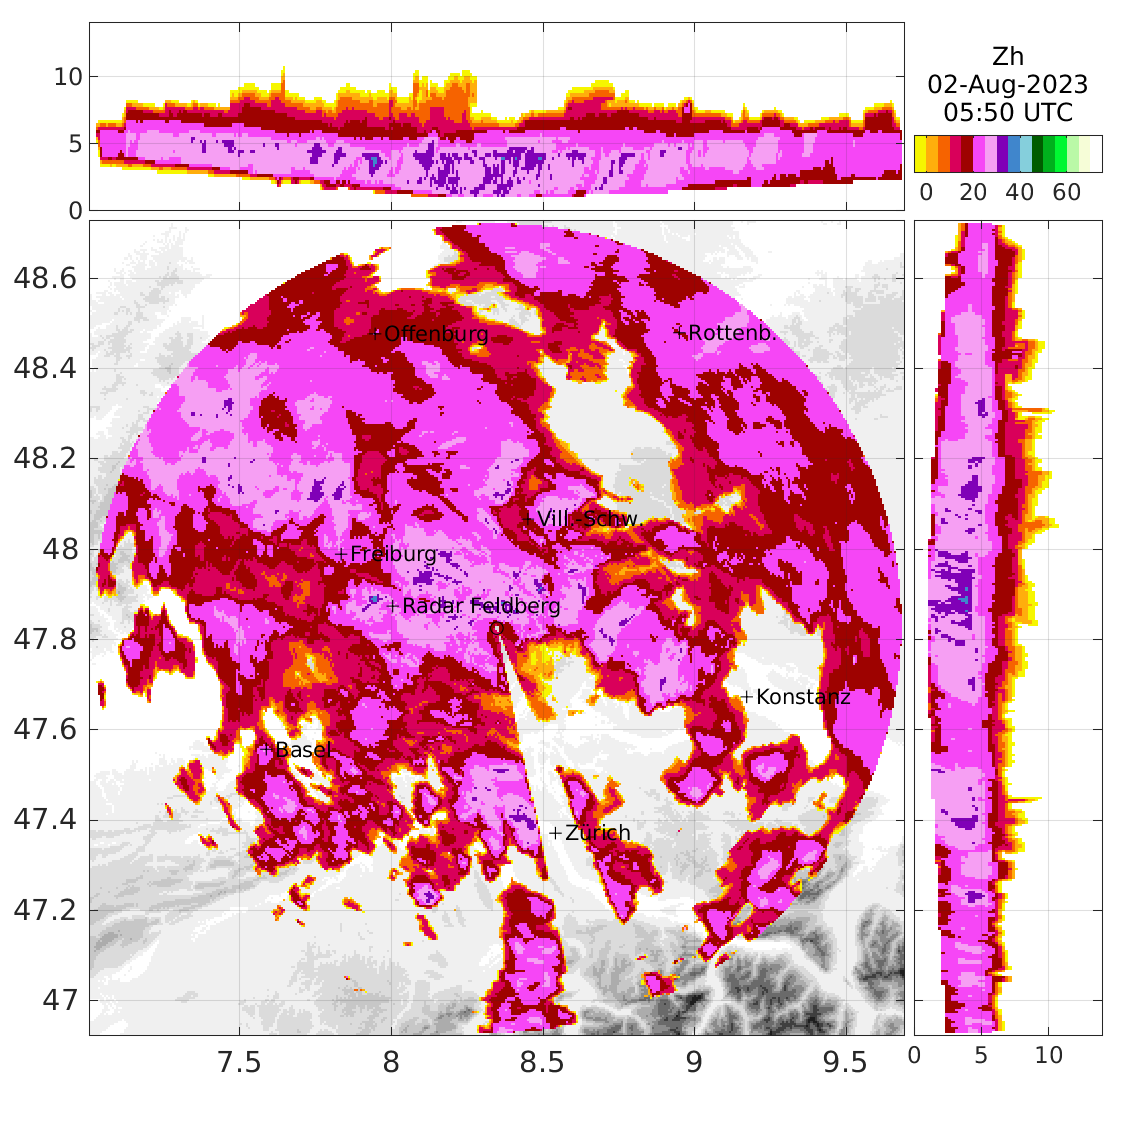 10
5
0
Zh
02-Aug-2023
05:50 UTC
0 20 40 60
48.6
48.4
48.2
48
47.8
47.6
47.4
47.2
47
+Offenburg
+Rottenb.
+Vill.-Schw.
+Freiburg
+Radar Feldberg
+Konstanz
+Basel
+Zürich
7.5 8 8.5 9 9.5
0 5 10